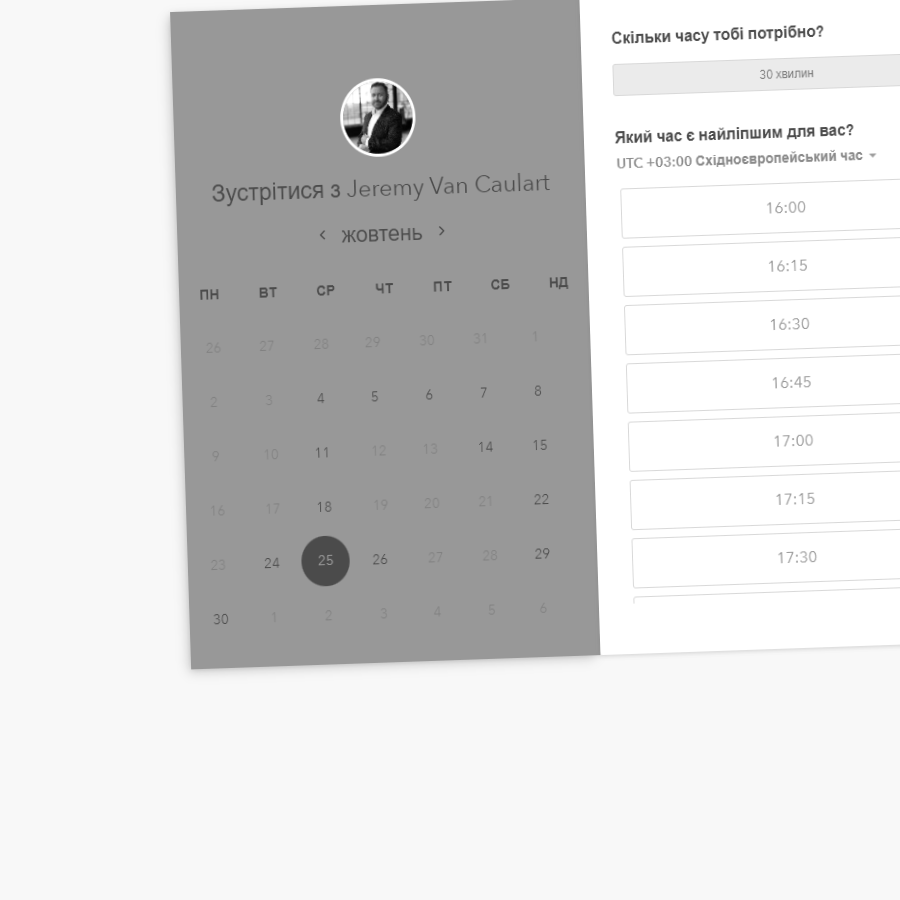 Зустрітися з Jeremy Van Caulart
жовтень
ПН ВТ СР ЧТ ПТ СБ НД
26 27 28 29 30 31 1
2 3 4 5 6 7 8
9 10 11 12 13 14 15
16 17 18 19 20 21 22
23 24 25 26 27 28 29
30 1 2 3 4 5 6
Скільки часу тобі потрібно?
30 хвилин
Який час є найліпшим для вас?
UTC +03:00 Східноєвропейський час
16:00
16:15
16:30
16:45
17:00
17:15
17:30